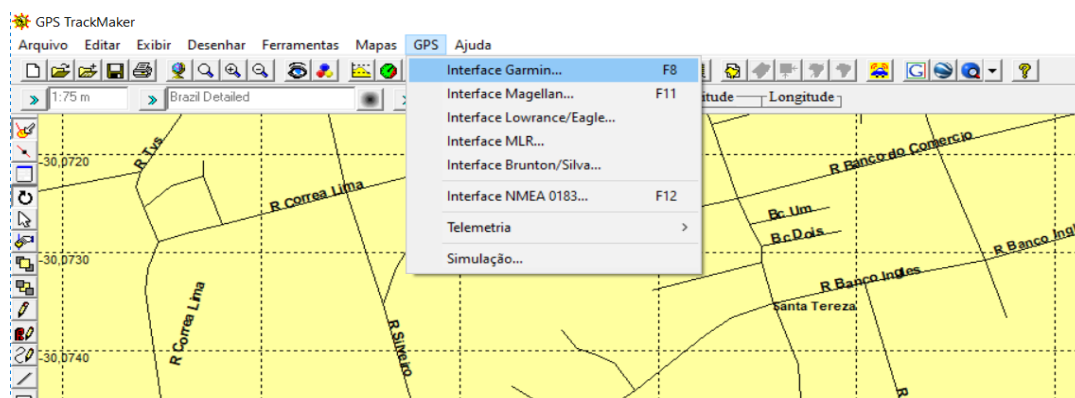 GPS TrackMaker
Arquivo Editar Exibir Desenhar Ferramentas Mapas GPS Ajuda
Interface Garmin... F8
Interface Magellan... F11
Interface Lowrance/Eagle...
Interface MLR...
Interface Brunton/Silva...
Interface NMEA 0183... F12
Telemetria
Simulação...
1:75 m
Brazil Detailed
itude Longitude
-30,0720
-30,0730
-30,0740
R Tvs
R Correa Lima
R Correa Lima
R Silveiro
R Banco do Comercio
Bc Um
Bc Dois
R Banco Ingl
R Banco Ingles
Santa Tereza
R